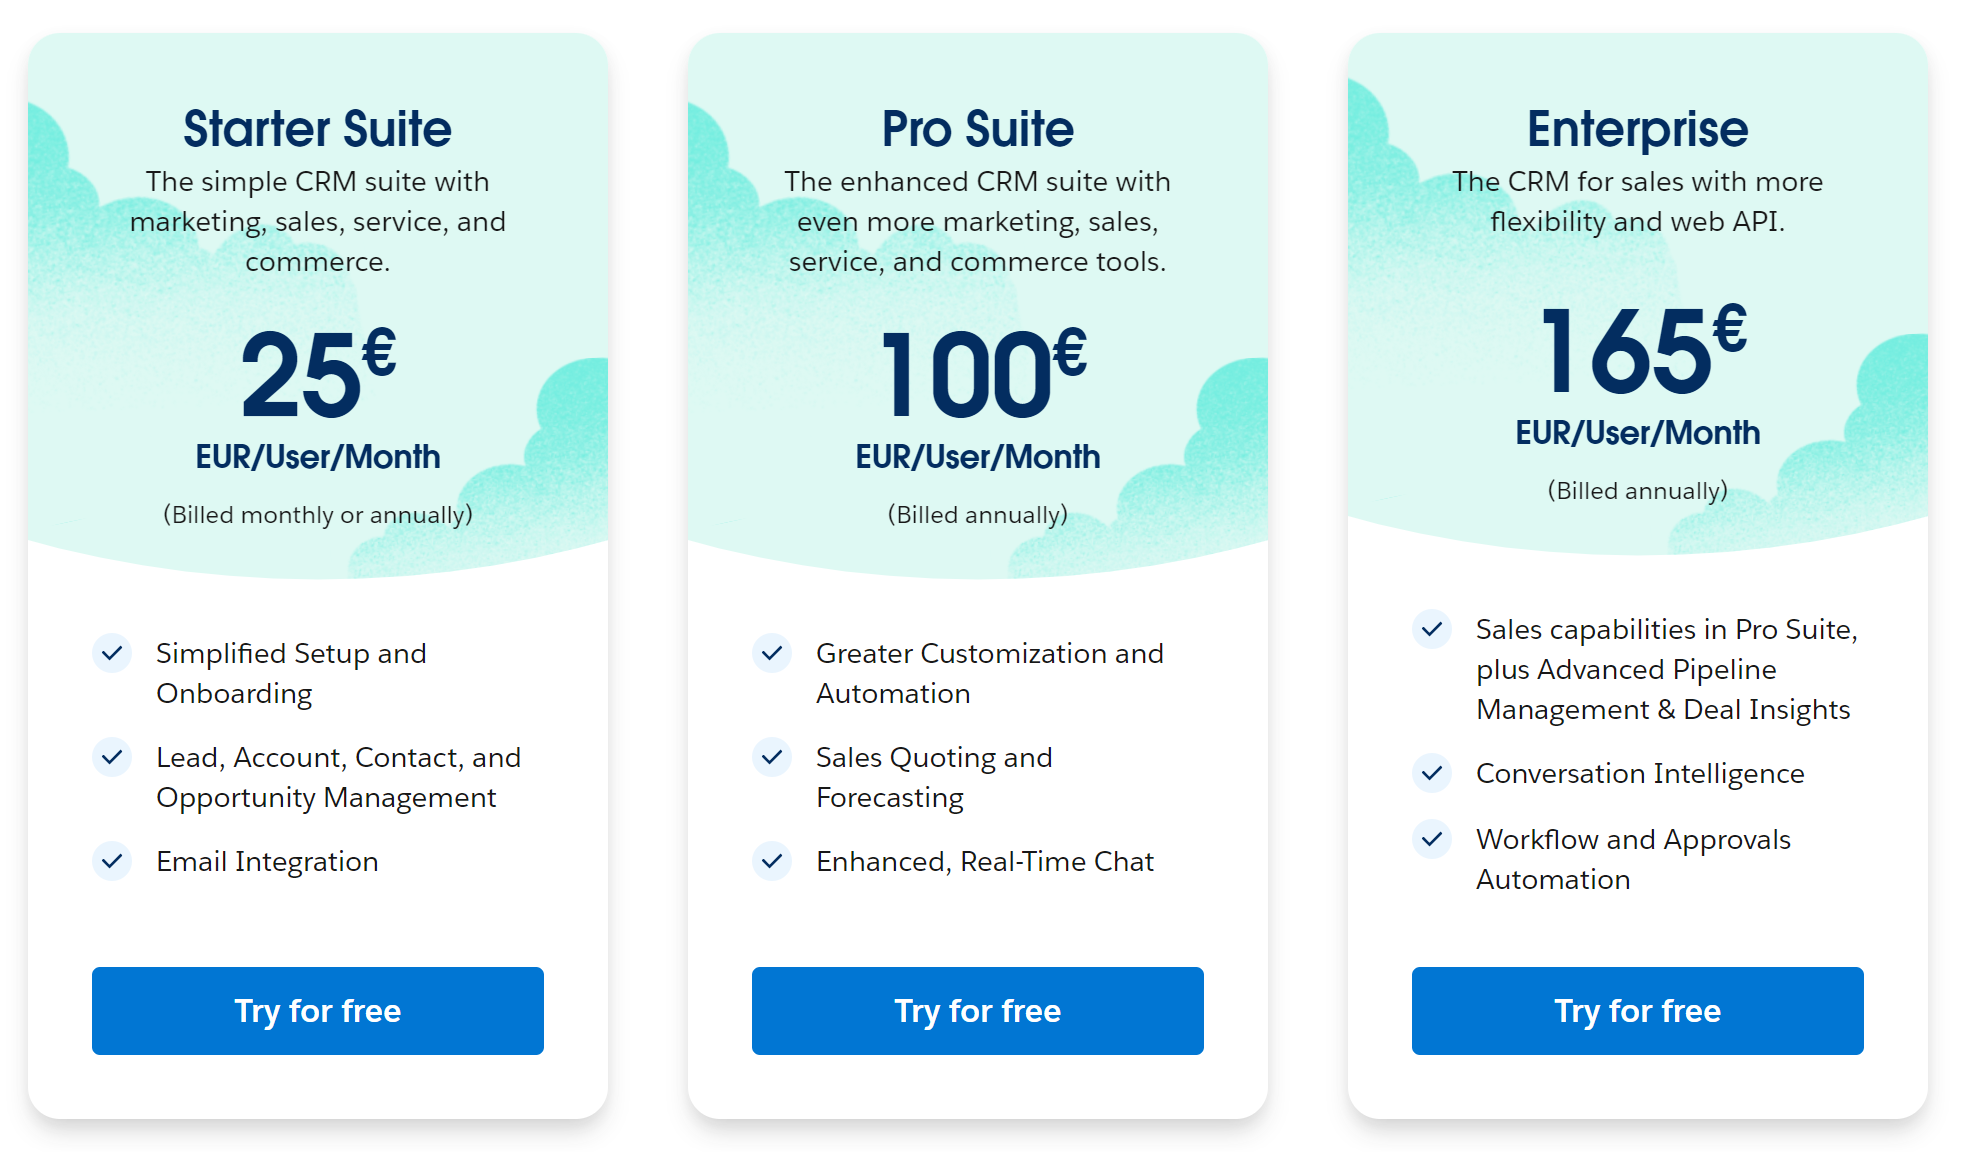 Starter Suite
The simple CRM suite with
marketing, sales, service, and
commerce.
25€
EUR/User/Month
(Billed monthly or annually)
Simplified Setup and
Onboarding
Lead, Account, Contact, and
Opportunity Management
Email Integration
Try for free
Pro Suite
The enhanced CRM suite with
even more marketing, sales,
service, and commerce tools.
100€
EUR/User/Month
(Billed annually)
Greater Customization and
Automation
Sales Quoting and
Forecasting
Enhanced, Real-Time Chat
Try for free
Enterprise
The CRM for sales with more
flexibility and web API.
165€
EUR/User/Month
(Billed annually)
Sales capabilities in Pro Suite,
plus Advanced Pipeline
Management & Deal Insights
Conversation Intelligence
Workflow and Approvals
Automation
Try for free